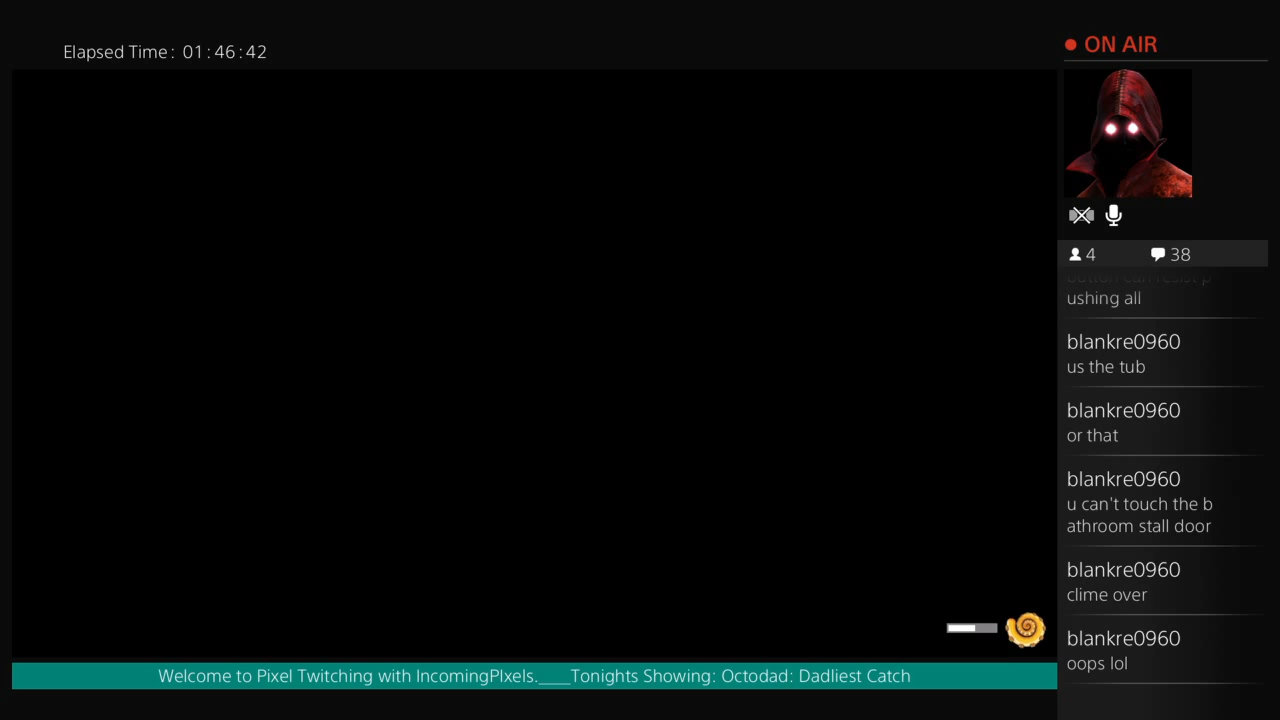 Elapsed Time: 01:46:42
ON AIR
4
38
ushing all
blankre0960
us the tub
blankre0960
or that
blankre0960
u can't touch the b
athroom stall door
blankre0960
clime over
blankre0960
oops lol
Welcome to Pixel Twitching with IncomingPIxels.____Tonights Showing: Octodad: Dadliest Catch